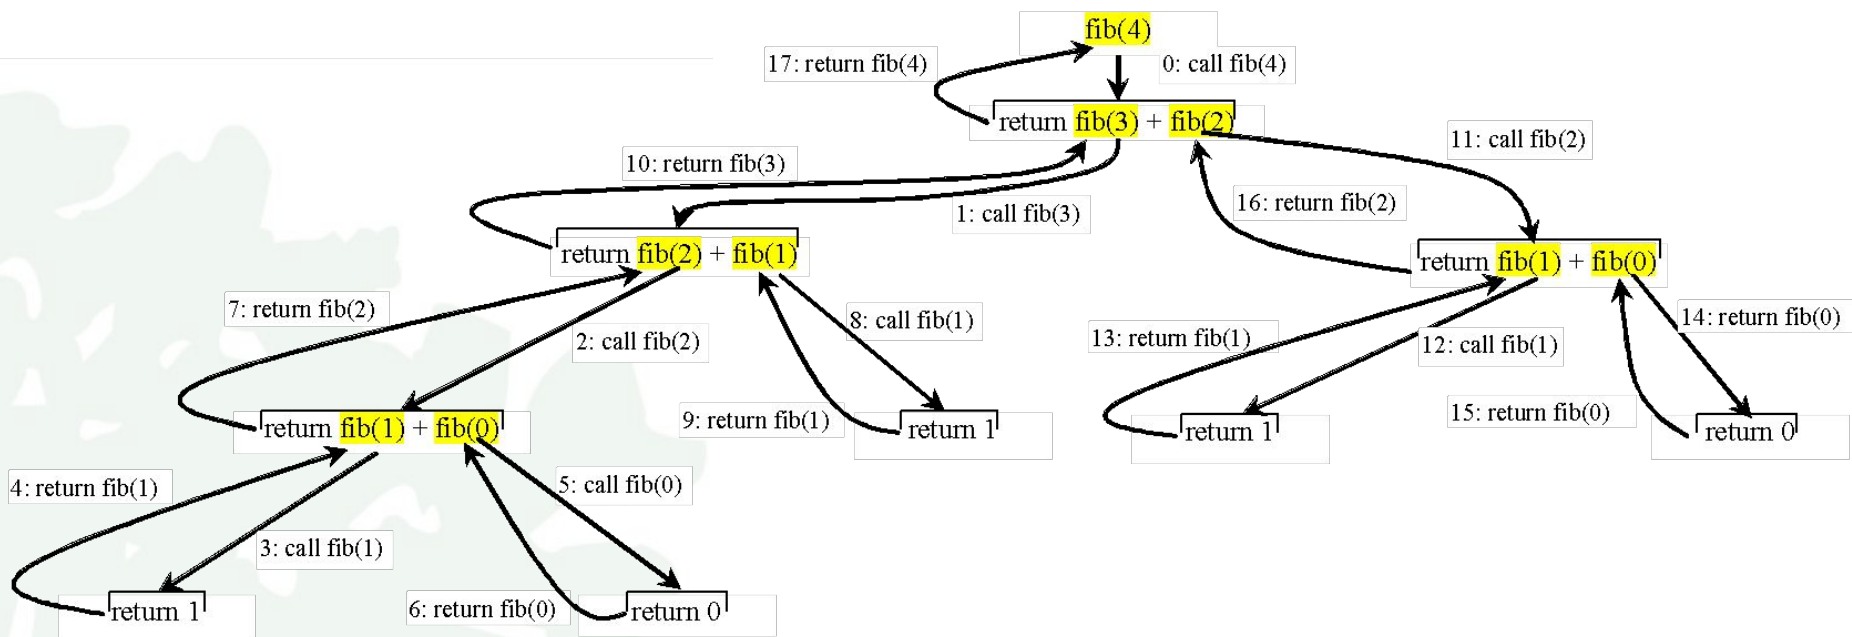 fib(4)
17: return fib(4)
0: call fib(4)
return fib(3) + fib(2)
11: call fib(2)
10: return fib(3)
16: return fib(2)
1: call fib(3)
return fib(2) + fib(1)
return fib(1) + fib(0)
7: return fib(2)
8: call fib(1)
14: return fib(0)
13: return fib(1)
2: call fib(2)
12: call fib(1)
9: return fib(1)
15: return fib(0)
return fib(1) + fib(0)
return 1
return 1
return 0
4: return fib(1)
5: call fib(0)
3: call fib(1)
6: return fib(0)
return 1
return 0